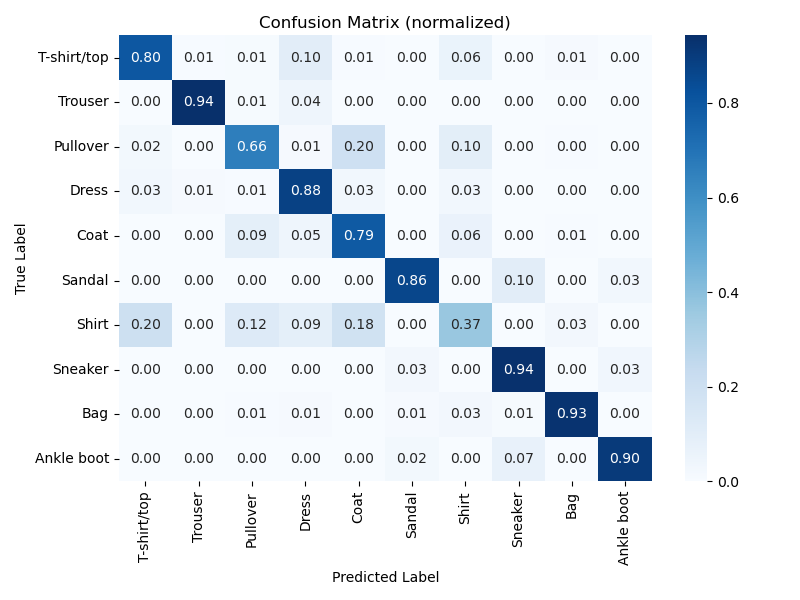 Confusion Matrix (normalized)
True Label
T-shirt/top 0.80 0.01 0.01 0.10 0.01 0.00 0.06 0.00 0.01 0.00
Trouser 0.00 0.94 0.01 0.04 0.00 0.00 0.00 0.00 0.00 0.00
Pullover 0.02 0.00 0.66 0.01 0.20 0.00 0.10 0.00 0.00 0.00
Dress 0.03 0.01 0.01 0.88 0.03 0.00 0.03 0.00 0.00 0.00
Coat 0.00 0.00 0.09 0.05 0.79 0.00 0.06 0.00 0.01 0.00
Sandal 0.00 0.00 0.00 0.00 0.00 0.86 0.00 0.10 0.00 0.03
Shirt 0.20 0.00 0.12 0.09 0.18 0.00 0.37 0.00 0.03 0.00
Sneaker 0.00 0.00 0.00 0.00 0.00 0.03 0.00 0.94 0.00 0.03
Bag 0.00 0.00 0.01 0.01 0.00 0.01 0.03 0.01 0.93 0.00
Ankle boot 0.00 0.00 0.00 0.00 0.00 0.02 0.00 0.07 0.00 0.90
T-shirt/top Trouser Pullover Dress Coat Sandal Shirt Sneaker Bag Ankle boot
Predicted Label
0.8
0.6
0.4
0.2
0.0